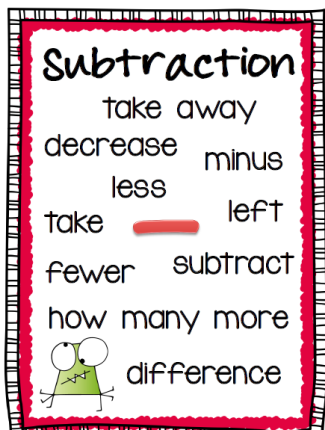 Subtraction
take away
decrease
minus
less
take
left
fewer
subtract
how many more
difference